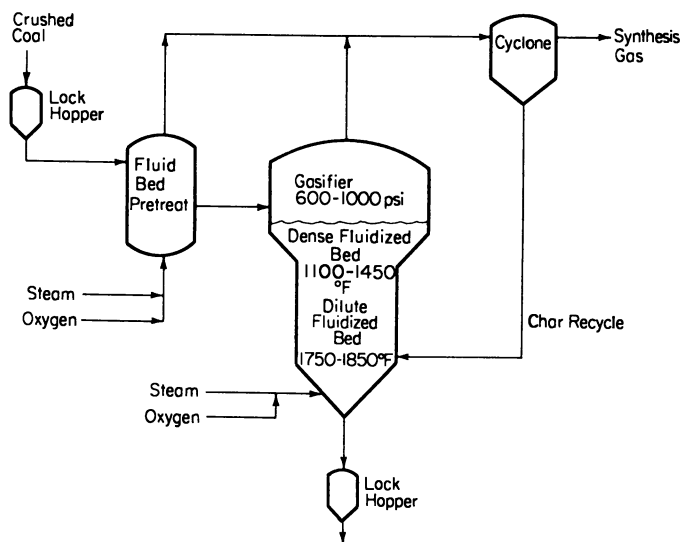 Crushed
Coal
Lock
Hopper
Fluid
Bed
Pretreat
Steam
Oxygen
Cyclone
Synthesis
Gas
Gasifier
600-1000 psi
Dense Fluidized
Bed
1100-1450
°F
Dilute
Fluidized
Bed
1750-1850°F
Char Recycle
Steam
Oxygen
Lock
Hopper